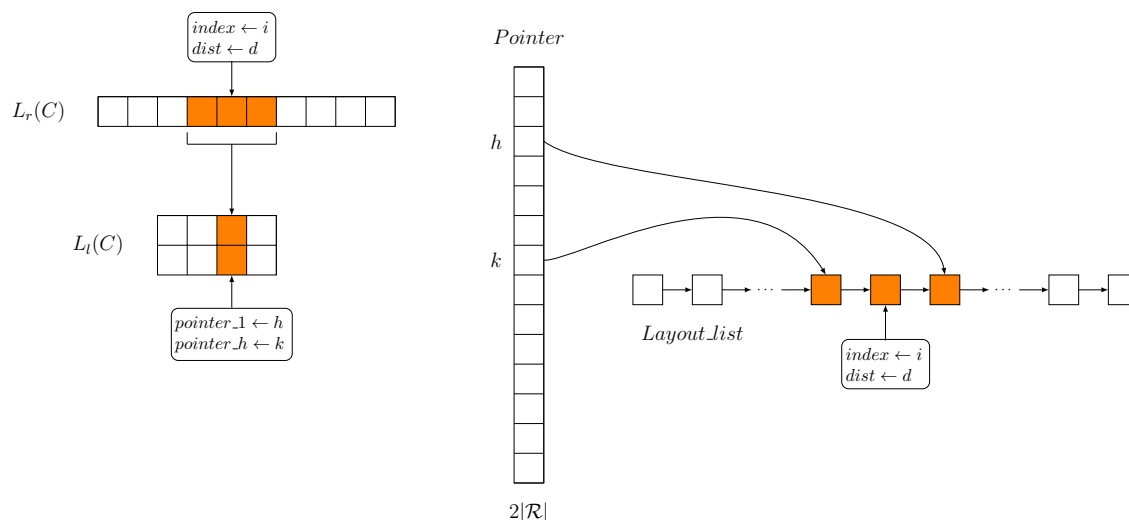 index ← i
dist ← d
Pointer
L_r(C)
h
L_l(C)
k
··· ···
pointer_1 ← h
pointer_h ← k
Layout_list
index ← i
dist ← d
2|ℛ|